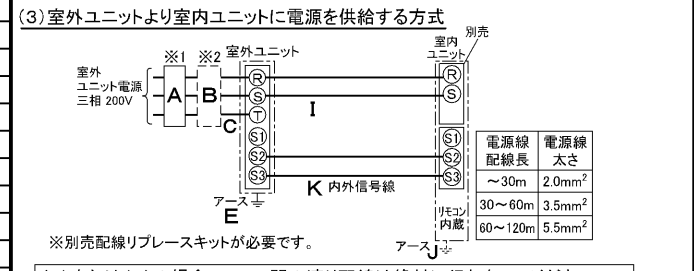 (3)室外ユニットより室内ユニットに電源を供給する方式
別売
※1 ※2 室外ユニット
室内
ユニット
室外
ユニット電源
三相 200V
A B
C
R
S
T
S1
S2
S3
I
K 内外信号線
R
S
S1
S2
S3
リモコン
内蔵
アース
E
アース
J
電源線配線長 電源線太さ
～30m 2.0mm²
30～60m 3.5mm²
60～120m 5.5mm²
※別売配線リプレースキットが必要です。